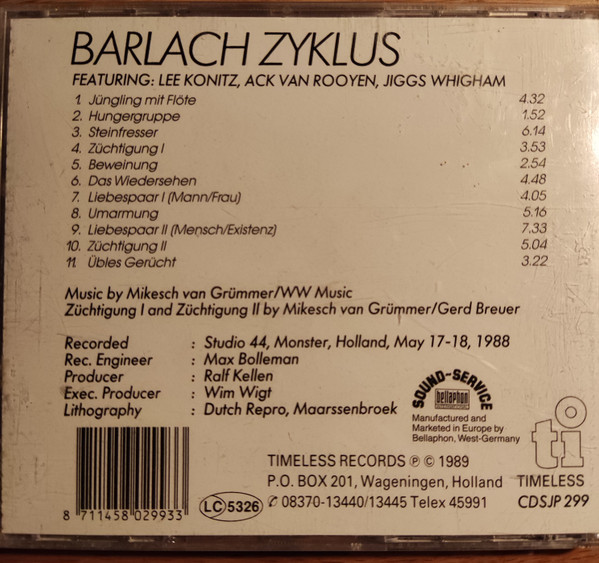 BARLACH ZYKLUS
FEATURING: LEE KONITZ, ACK VAN ROOYEN, JIGGS WHIGHAM
1. Jüngling mit Flöte 4.32
2. Hungergruppe 1.52
3. Steinfresser 6.14
4. Züchtigung I 3.53
5. Beweinung 2.54
6. Das Wiedersehen 4.48
7. Liebespaar I (Mann/Frau) 4.05
8. Umarmung 5.16
9. Liebespaar II (Mensch/Existenz) 7.33
10. Züchtigung II 5.04
11. Übles Gerücht 3.22
Music by Mikesch van Grümmer/WW Music
Züchtigung I and Züchtigung II by Mikesch van Grümmer/Gerd Breuer
Recorded : Studio 44, Monster, Holland, May 17-18, 1988
Rec. Engineer : Max Bolleman
Producer : Ralf Kellen
Exec. Producer : Wim Wigt
Lithography : Dutch Repro, Maarssenbroek
SOUND-SERVICE
bellaphon
Manufactured and
Marketed in Europe by
Bellaphon, West-Germany
ti
TIMELESS
CDSJP 299
TIMELESS RECORDS ℗ © 1989
P.O. BOX 201, Wageningen, Holland
✆ 08370-13440/13445 Telex 45991
LC 5326
8 711458 029933